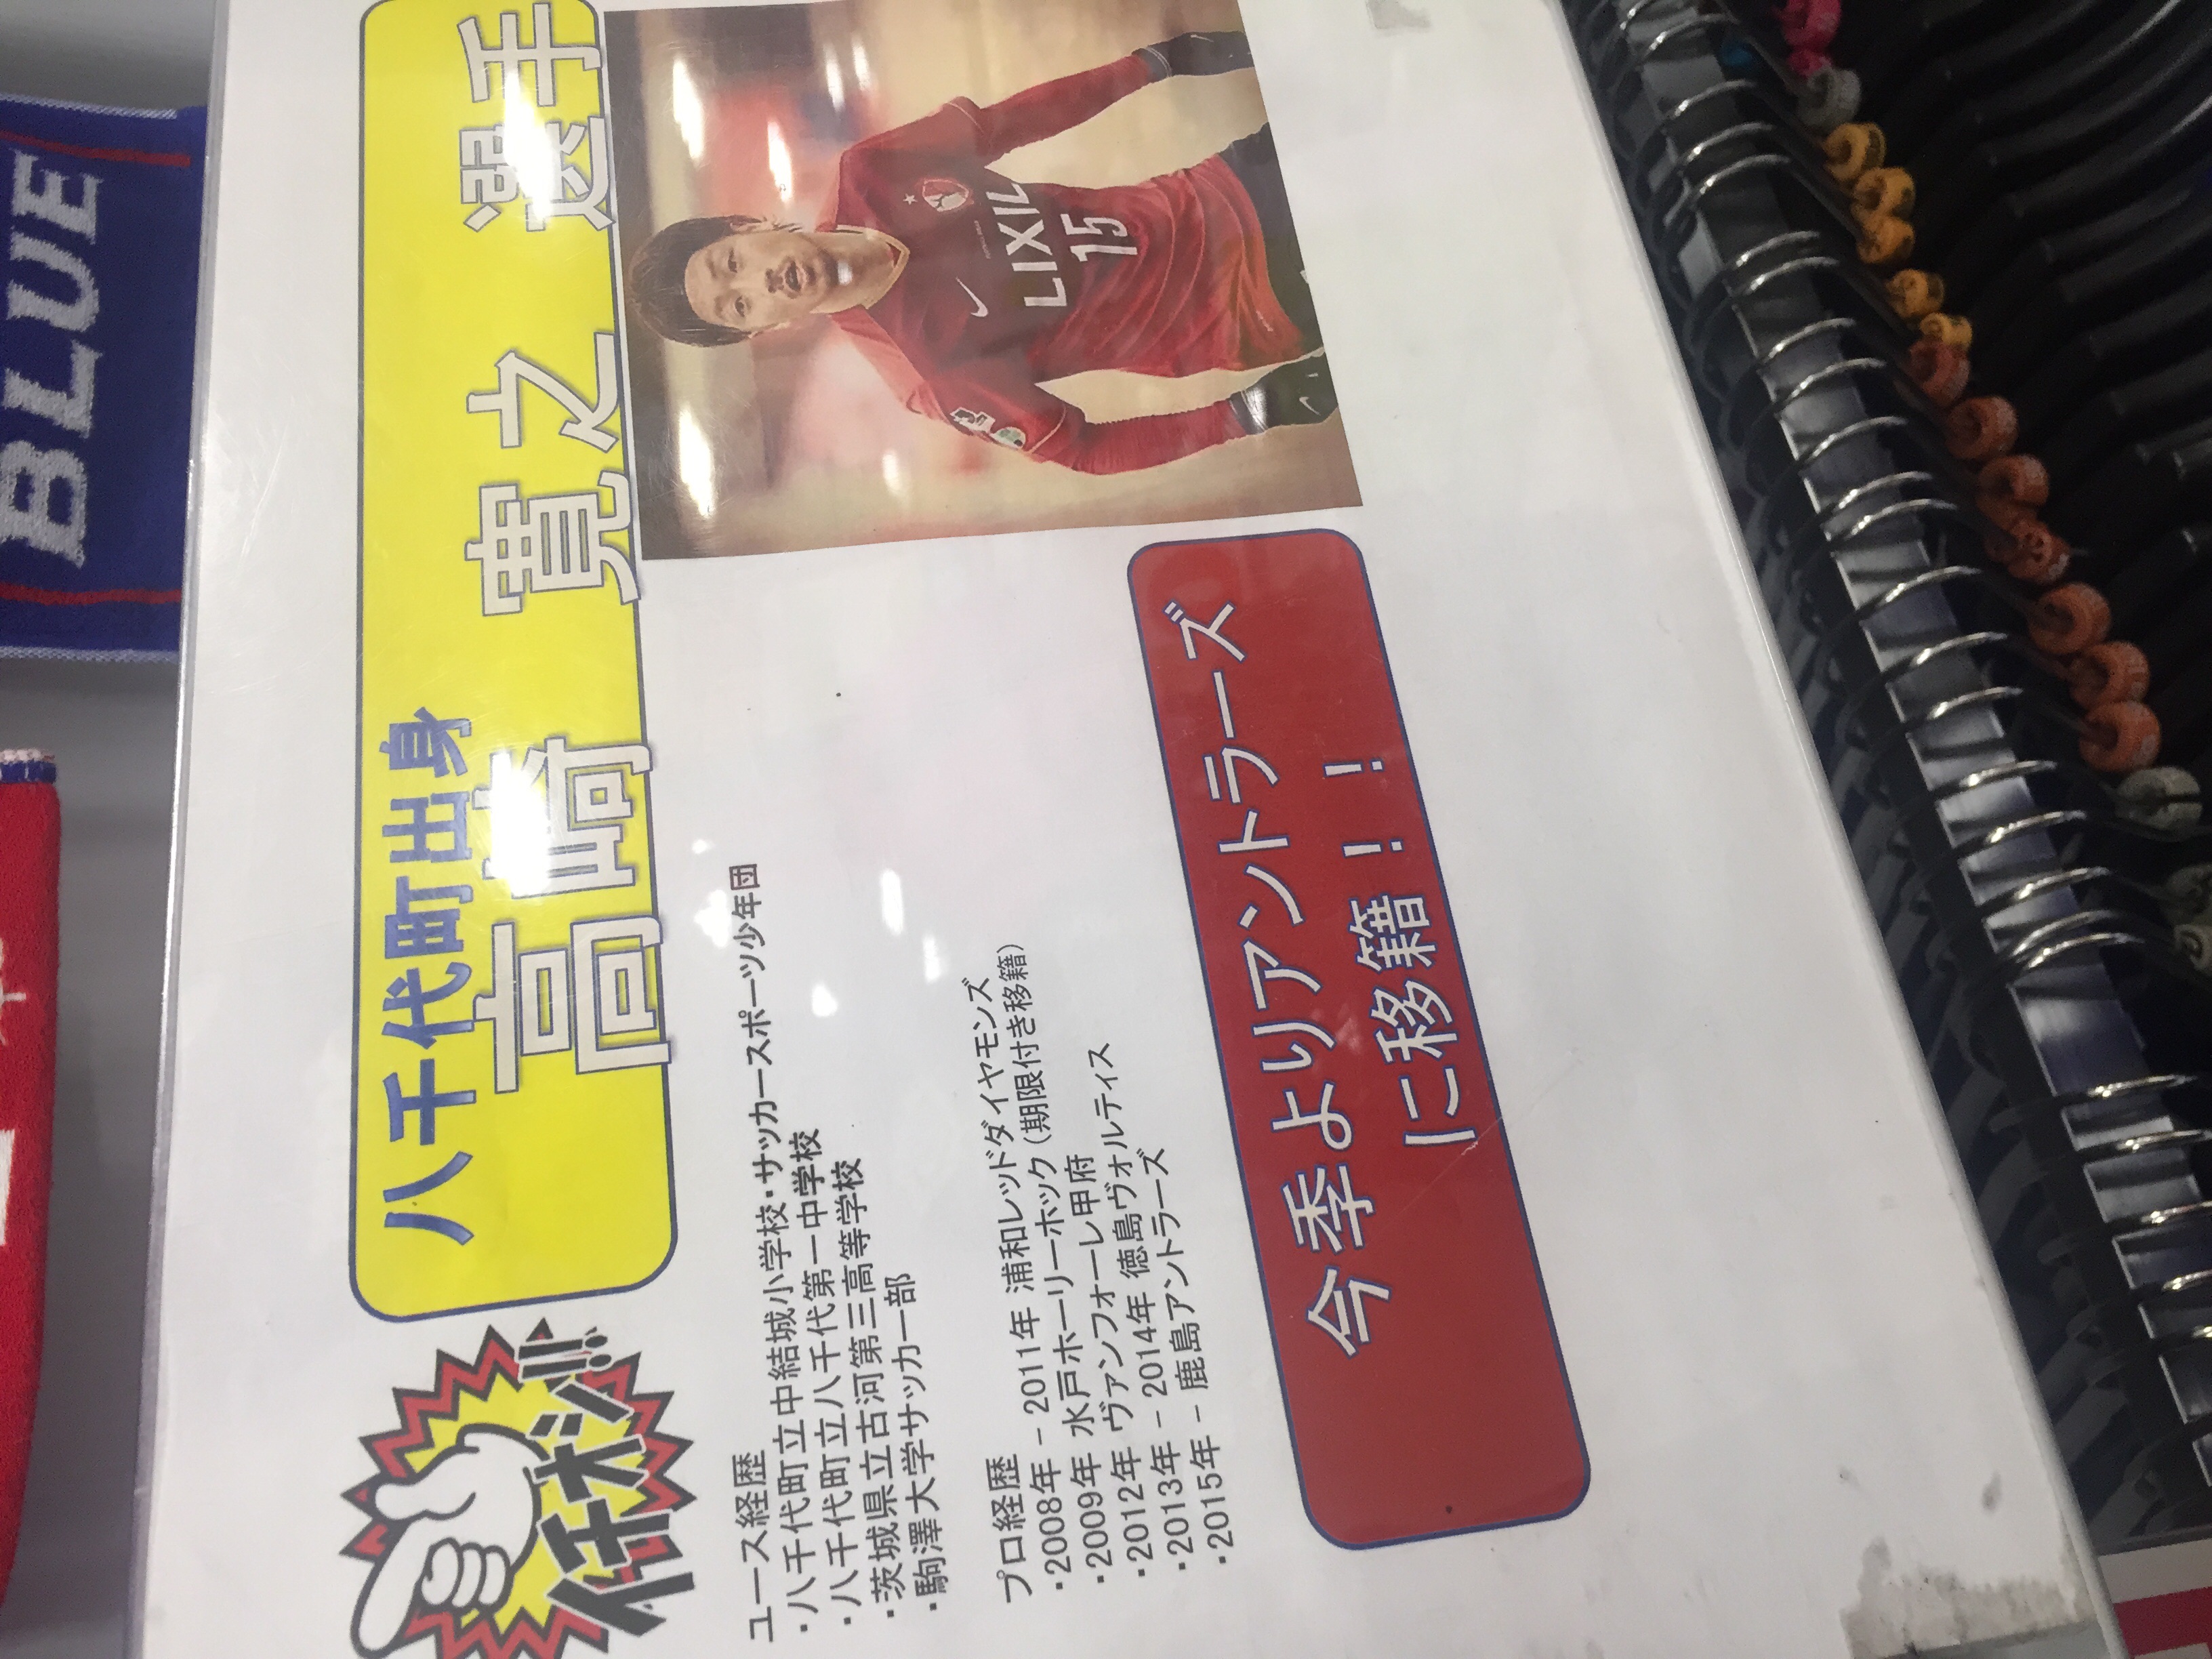 イチオシ!!!
八千代町出身
高崎 寛之 選手
LIXIL
15
ユース経歴
・八千代町立中結城小学校・サッカースポーツ少年団
・八千代町立八千代第一中学校
・茨城県立古河第三高等学校
・駒澤大学サッカー部
プロ経歴
・2008年 - 2011年 浦和レッドダイヤモンズ
・2009年 水戸ホーリーホック (期限付き移籍)
・2012年 ヴァンフォーレ甲府
・2013年 - 2014年 徳島ヴォルティス
・2015年 - 鹿島アントラーズ
今季よりアントラーズ
に移籍!!
BLUE